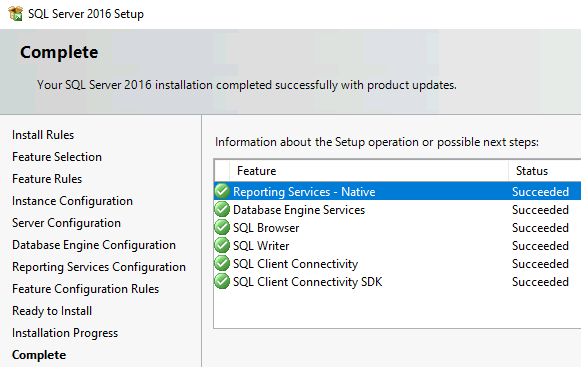 SQL Server 2016 Setup
Complete
Your SQL Server 2016 installation completed successfully with product updates.
Install Rules
Feature Selection
Feature Rules
Instance Configuration
Server Configuration
Database Engine Configuration
Reporting Services Configuration
Feature Configuration Rules
Ready to Install
Installation Progress
Complete
Information about the Setup operation or possible next steps:
Feature Status
Reporting Services - Native Succeeded
Database Engine Services Succeeded
SQL Browser Succeeded
SQL Writer Succeeded
SQL Client Connectivity Succeeded
SQL Client Connectivity SDK Succeeded